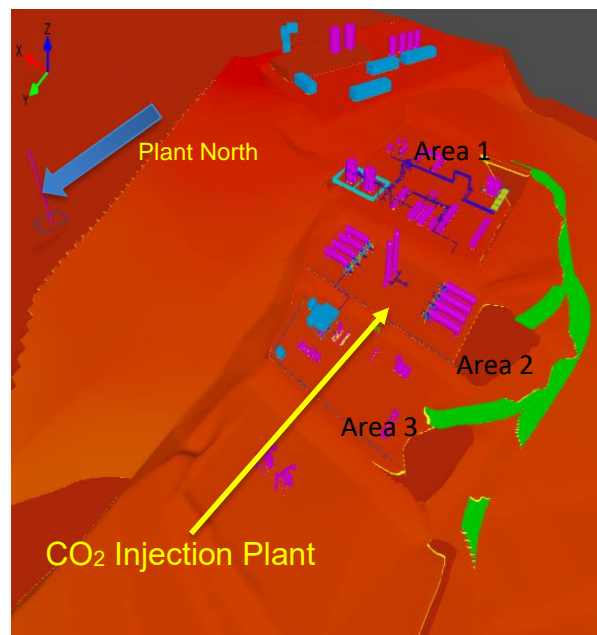 Z
X
Y
Plant North
Area 1
Area 2
Area 3
CO₂ Injection Plant